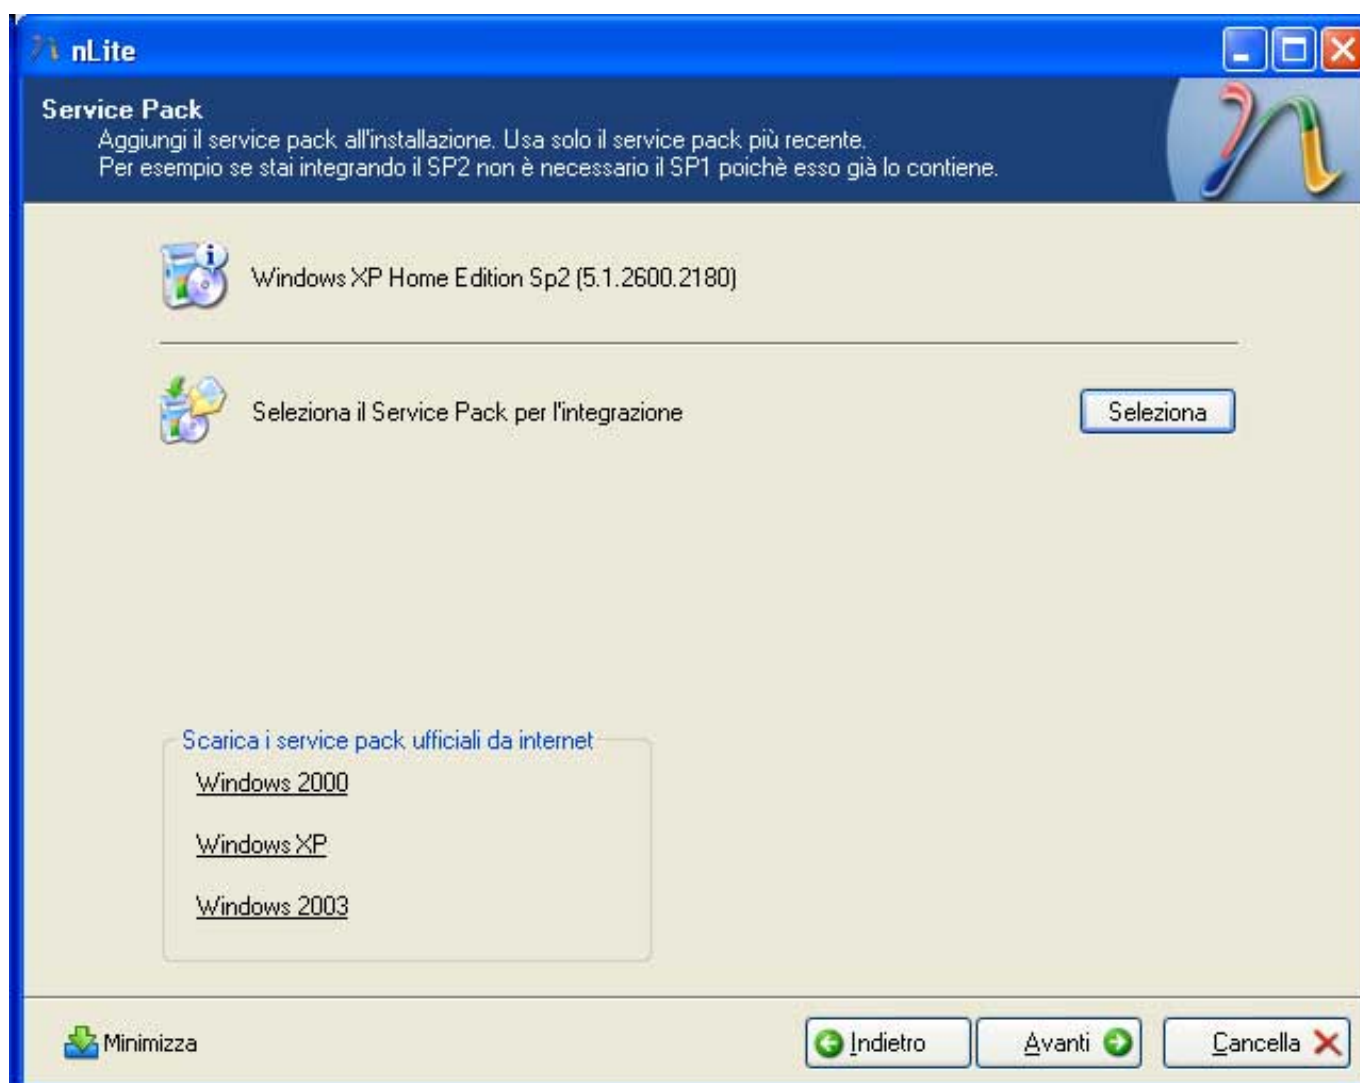 nLite
Service Pack
Aggiungi il service pack all'installazione. Usa solo il service pack più recente.
Per esempio se stai integrando il SP2 non è necessario il SP1 poichè esso già lo contiene.
Windows XP Home Edition Sp2 (5.1.2600.2180)
Seleziona il Service Pack per l'integrazione
Seleziona
Scarica i service pack ufficiali da internet
Windows 2000
Windows XP
Windows 2003
Minimizza
Indietro
Avanti
Cancella